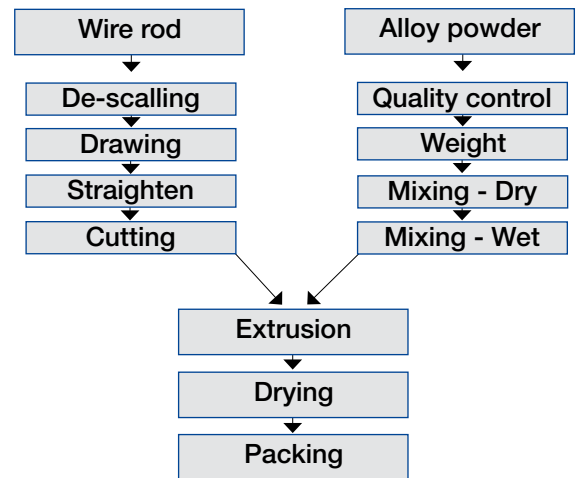 Wire rod
De-scalling
Drawing
Straighten
Cutting
Alloy powder
Quality control
Weight
Mixing - Dry
Mixing - Wet
Extrusion
Drying
Packing